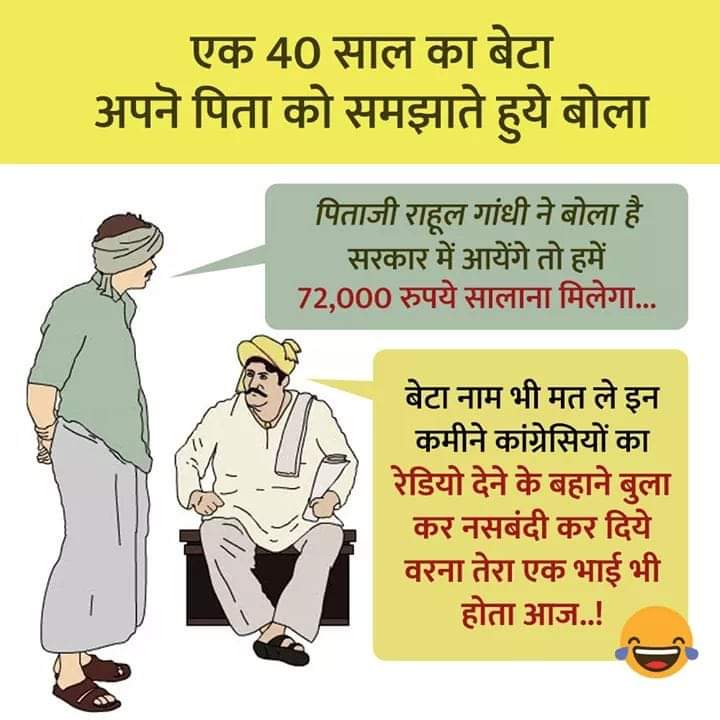 एक 40 साल का बेटा
अपनॆ पिता को समझाते हुये बोला
पिताजी राहूल गांधी ने बोला है
सरकार में आयेंगे तो हमें
72,000 रुपये सालाना मिलेगा...
बेटा नाम भी मत ले इन
कमीने कांग्रेसियों का
रेडियो देने के बहाने बुला
कर नसबंदी कर दिये
वरना तेरा एक भाई भी
होता आज..!